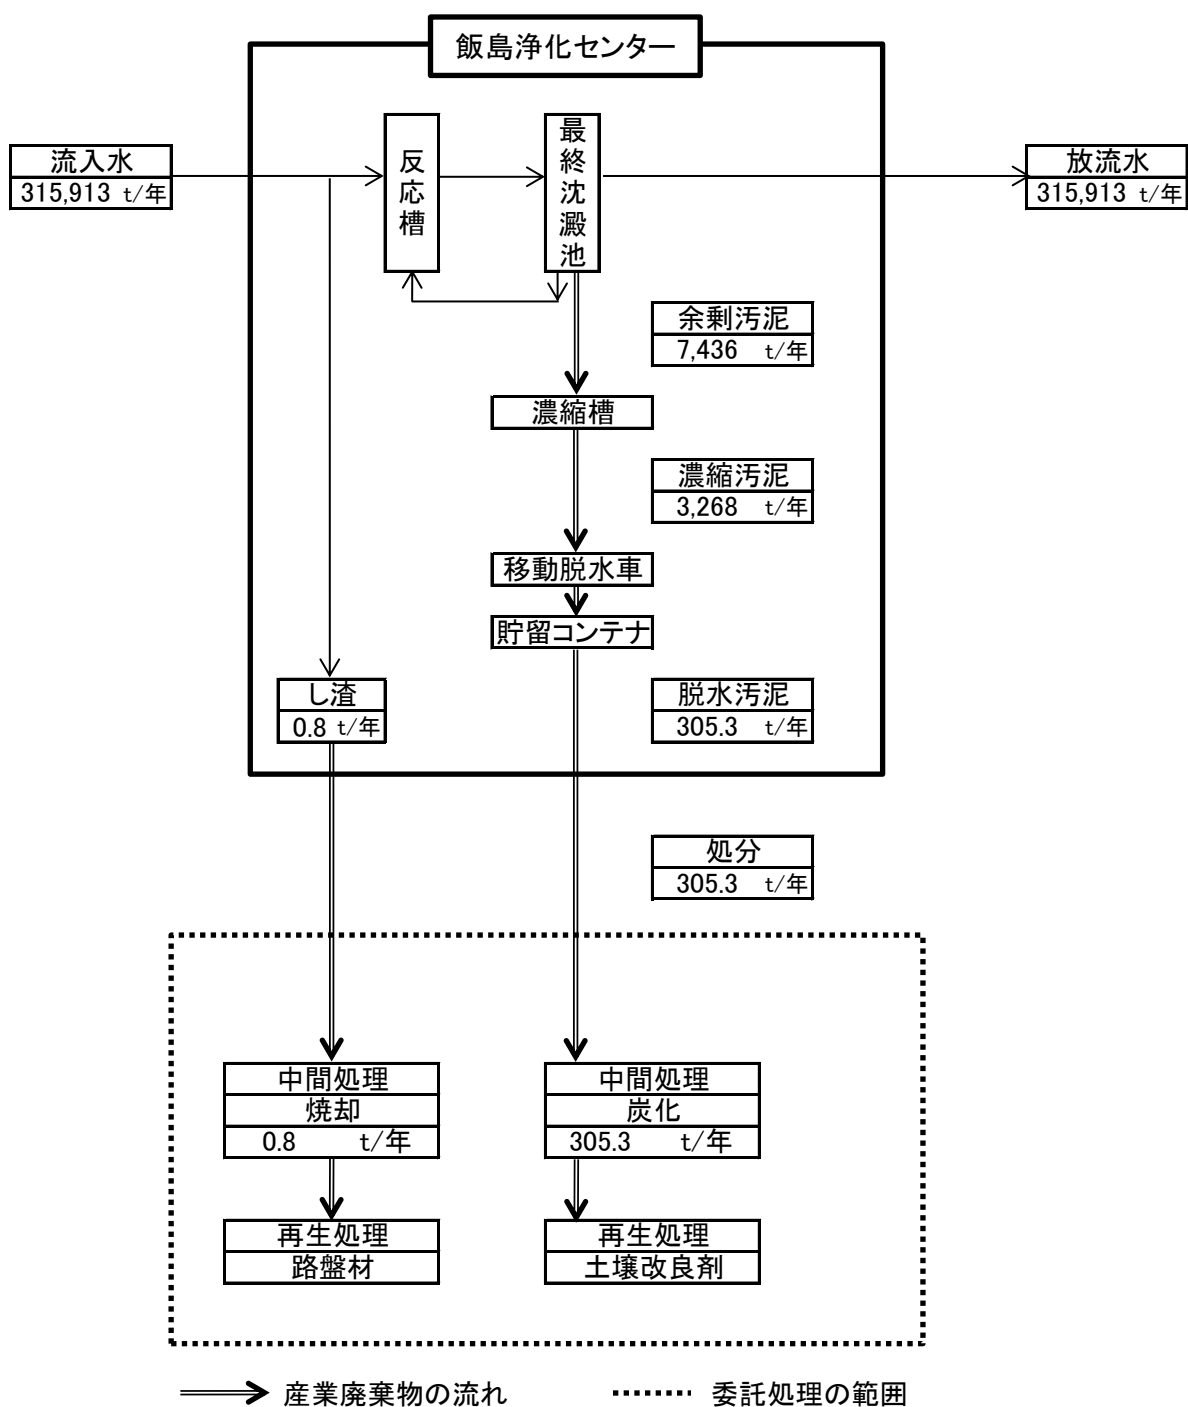 飯島浄化センター
流入水
315,913 t/年
反応槽
最終沈澱池
放流水
315,913 t/年
余剰汚泥
7,436 t/年
濃縮槽
濃縮汚泥
3,268 t/年
移動脱水車
貯留コンテナ
し渣
0.8 t/年
脱水汚泥
305.3 t/年
処分
305.3 t/年
中間処理
焼却
0.8 t/年
中間処理
炭化
305.3 t/年
再生処理
路盤材
再生処理
土壌改良剤
産業廃棄物の流れ
委託処理の範囲